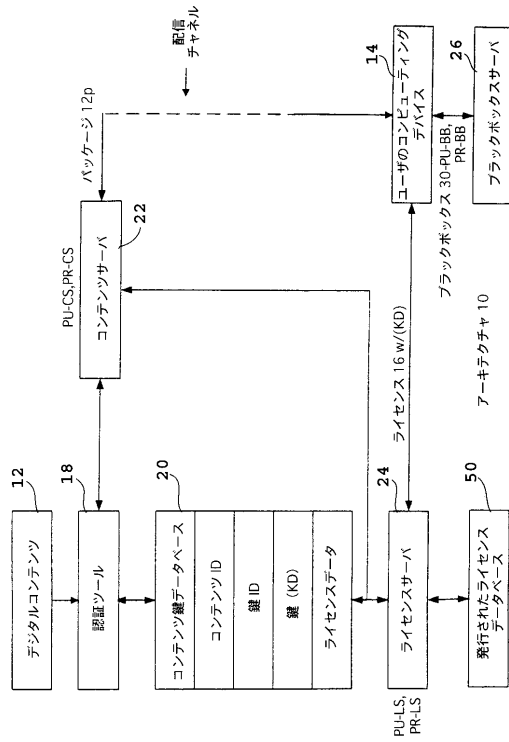 12
デジタルコンテンツ
18
認証ツール
20
コンテンツ鍵データベース
コンテンツ ID
鍵 ID
鍵 (KD)
ライセンスデータ
24
ライセンスサーバ
PU-LS,
PR-LS
50
発行されたライセンス
データベース
PU-CS,PR-CS
コンテンツサーバ
22
パッケージ 12p
配信
チャネル
14
ユーザのコンピューティング
デバイス
ライセンス 16 w/(KD)
ブラックボックス 30-PU-BB,
PR-BB
26
ブラックボックスサーバ
アーキテクチャ 10